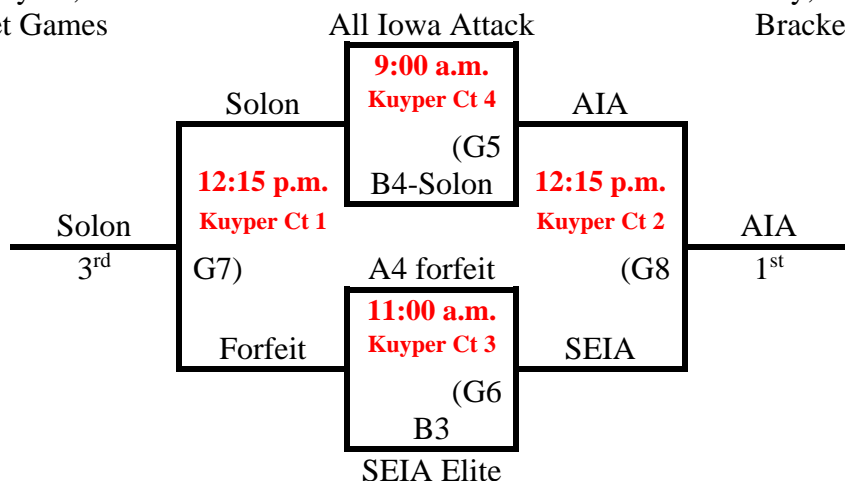 et Games
All Iowa Attack
Bracke
9:00 a.m.
Solon
Kuyper Ct 4
AIA
(G5
12:15 p.m.
B4-Solon
12:15 p.m.
Solon
Kuyper Ct 1
Kuyper Ct 2
AIA
3rd
G7)
A4 forfeit
(G8
1st
11:00 a.m.
Forfeit
Kuyper Ct 3
SEIA
(G6
B3
SEIA Elite